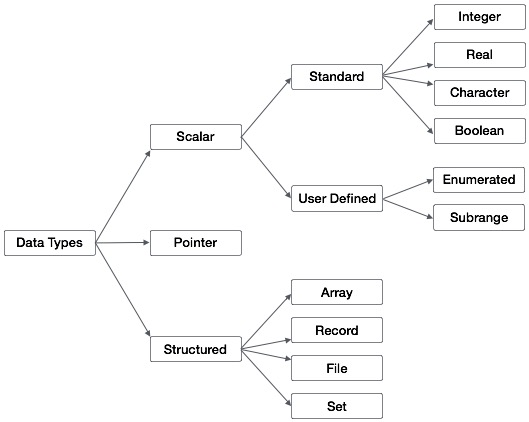 Data Types
Scalar
Pointer
Structured
Standard
User Defined
Array
Record
File
Set
Integer
Real
Character
Boolean
Enumerated
Subrange